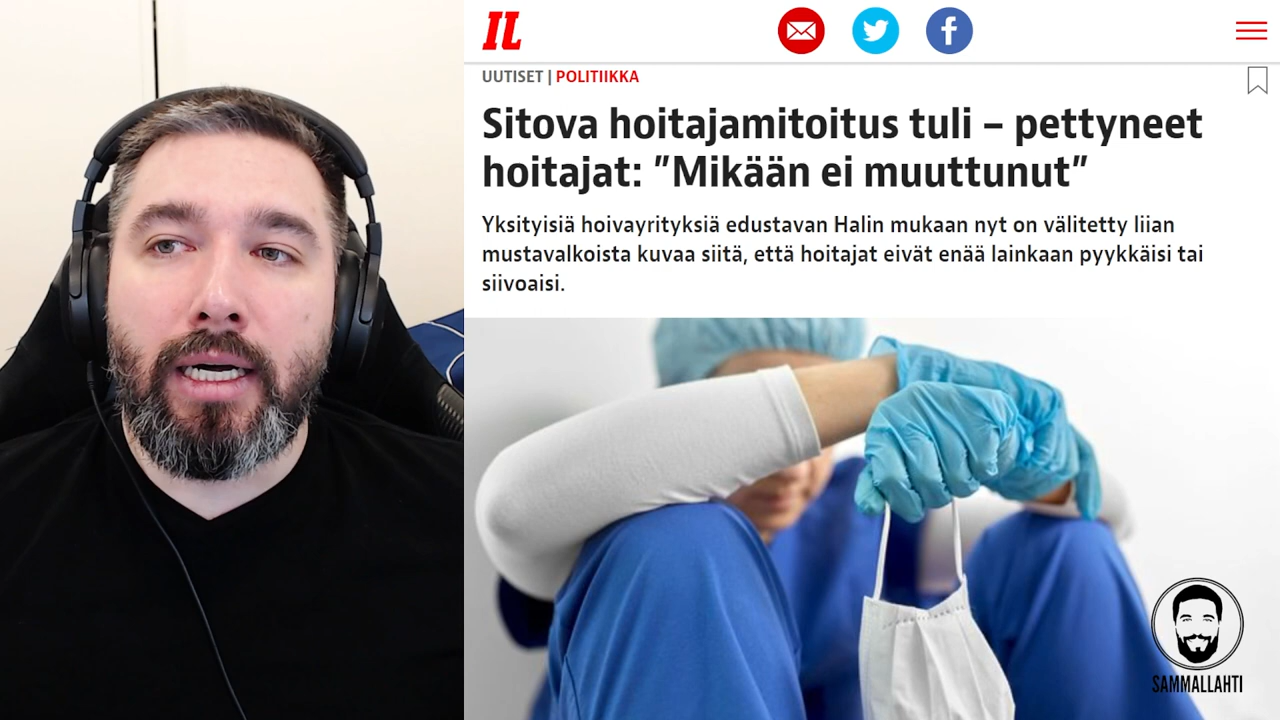 IL
UUTISET | POLITIIKKA
Sitova hoitajamitoitus tuli – pettyneet
hoitajat: ”Mikään ei muuttunut”
Yksityisiä hoivayrityksiä edustavan Halin mukaan nyt on välitetty liian
mustavalkoista kuvaa siitä, että hoitajat eivät enää lainkaan pyykkäisi tai
siivoaisi.
SAMMALLAHTI